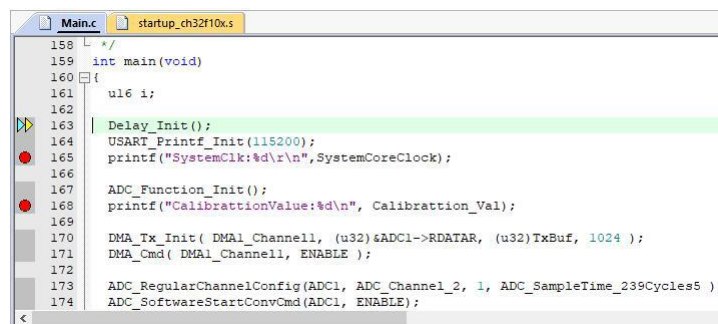 Main.c startup_ch32f10x.s
158 */
159 int main(void)
160 {
161 u16 i;
162
163 Delay_Init();
164 USART_Printf_Init(115200);
165 printf("SystemClk:%d\r\n",SystemCoreClock);
166
167 ADC_Function_Init();
168 printf("CalibrattionValue:%d\n", Calibrattion_Val);
169
170 DMA_Tx_Init( DMA1_Channel1, (u32)&ADC1->RDATAR, (u32)TxBuf, 1024 );
171 DMA_Cmd( DMA1_Channel1, ENABLE );
172
173 ADC_RegularChannelConfig(ADC1, ADC_Channel_2, 1, ADC_SampleTime_239Cycles5 )
174 ADC_SoftwareStartConvCmd(ADC1, ENABLE);